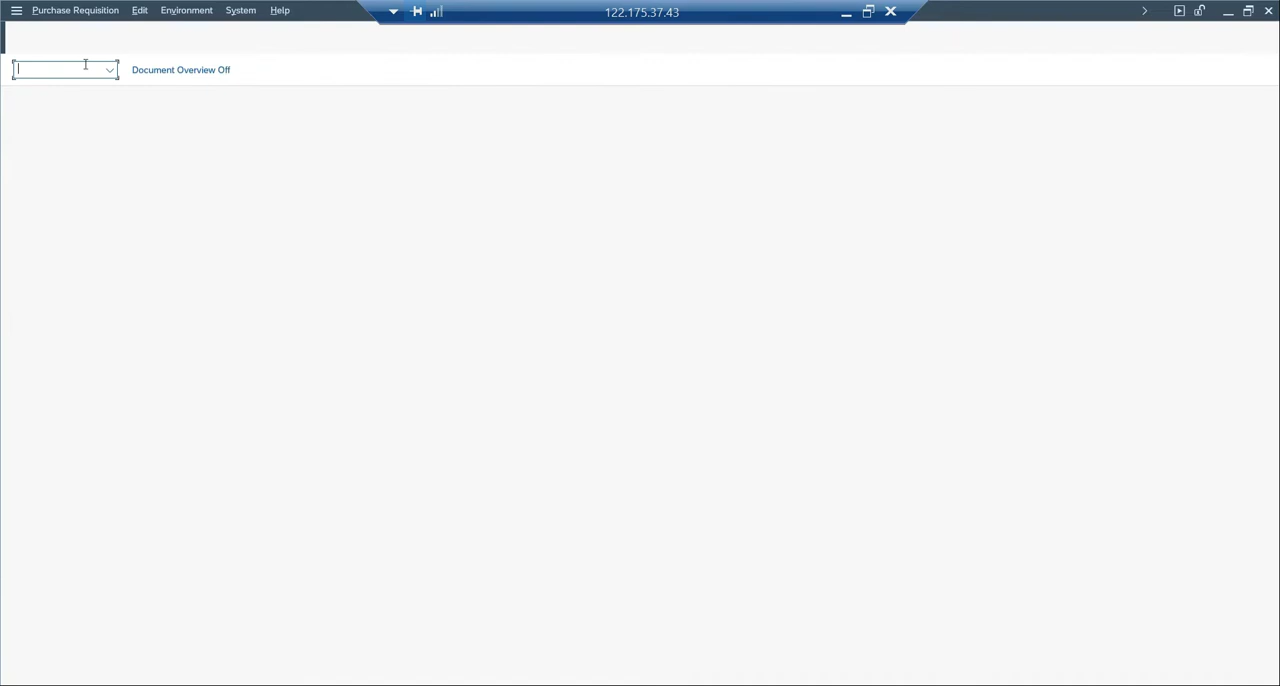 Purchase Requisition Edit Environment System Help
122.175.37.43
Document Overview Off